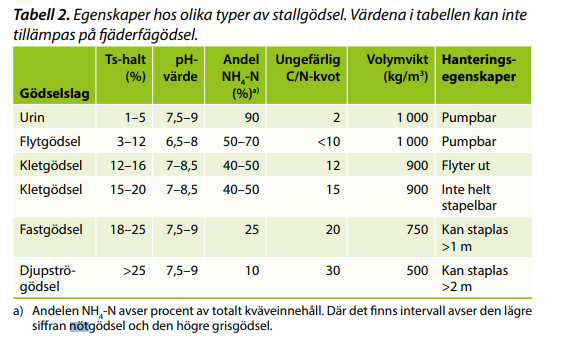 Tabell 2. Egenskaper hos olika typer av stallgödsel. Värdena i tabellen kan inte
tillämpas på fjäderfägödsel.
Gödselslag Ts-halt (%) pH-värde Andel NH4-N (%)a) Ungefärlig C/N-kvot Volymvikt (kg/m³) Hanterings-egenskaper
Urin 1–5 7,5–9 90 2 1 000 Pumpbar
Flytgödsel 3–12 6,5–8 50–70 <10 1 000 Pumpbar
Kletgödsel 12–16 7–8,5 40–50 12 900 Flyter ut
Kletgödsel 15–20 7–8,5 40–50 15 900 Inte helt
stapelbar
Fastgödsel 18–25 7,5–9 25 20 750 Kan staplas
>1 m
Djupströ- >25 7,5–9 10 30 500 Kan staplas
gödsel >2 m
a) Andelen NH4-N avser procent av totalt kväveinnehåll. Där det finns intervall avser den lägre
siffran nötgödsel och den högre grisgödsel.